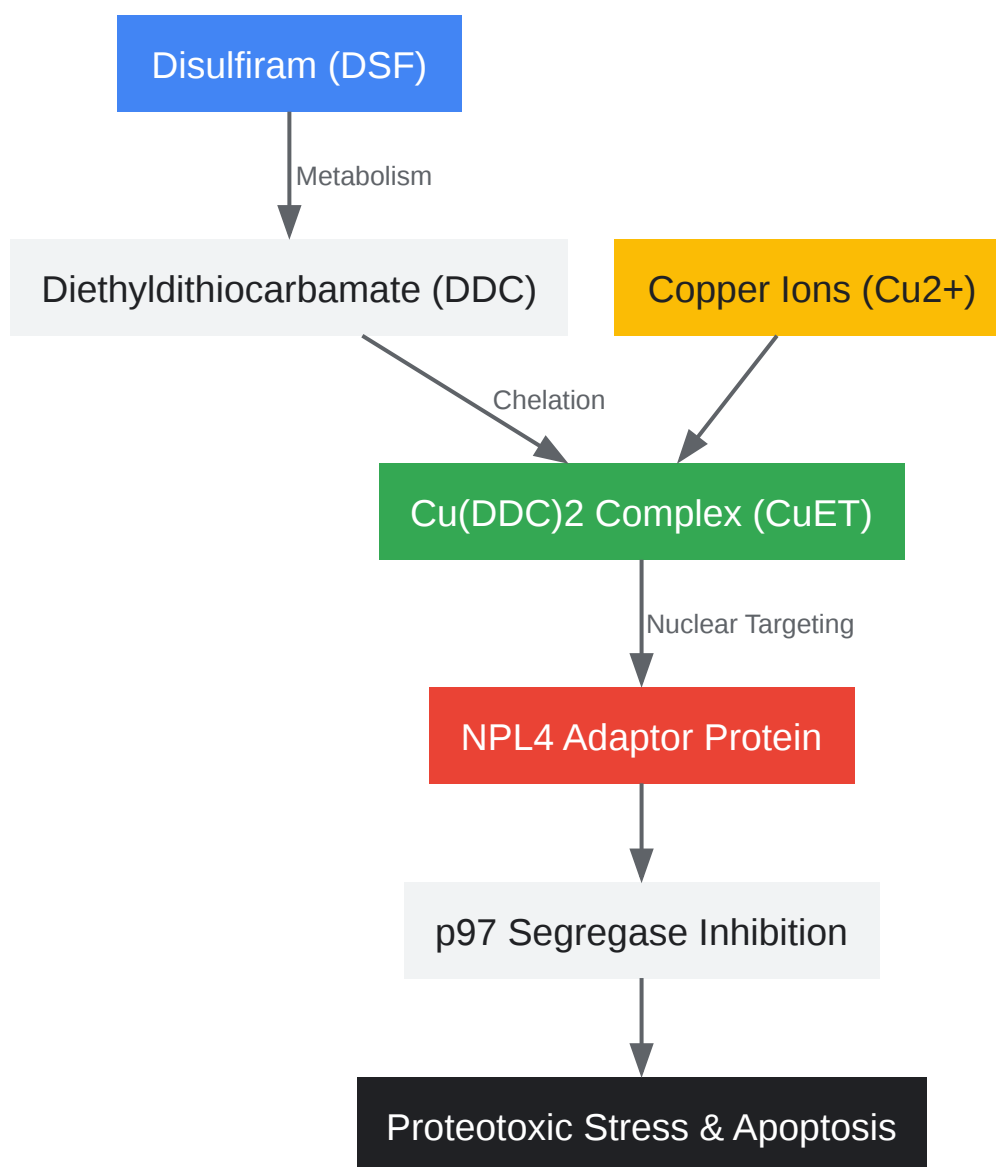 Disulfiram (DSF)
Metabolism
Diethyldithiocarbamate (DDC)
Copper Ions (Cu2+)
Chelation
Cu(DDC)2 Complex (CuET)
Nuclear Targeting
NPL4 Adaptor Protein
p97 Segregase Inhibition
Proteotoxic Stress & Apoptosis